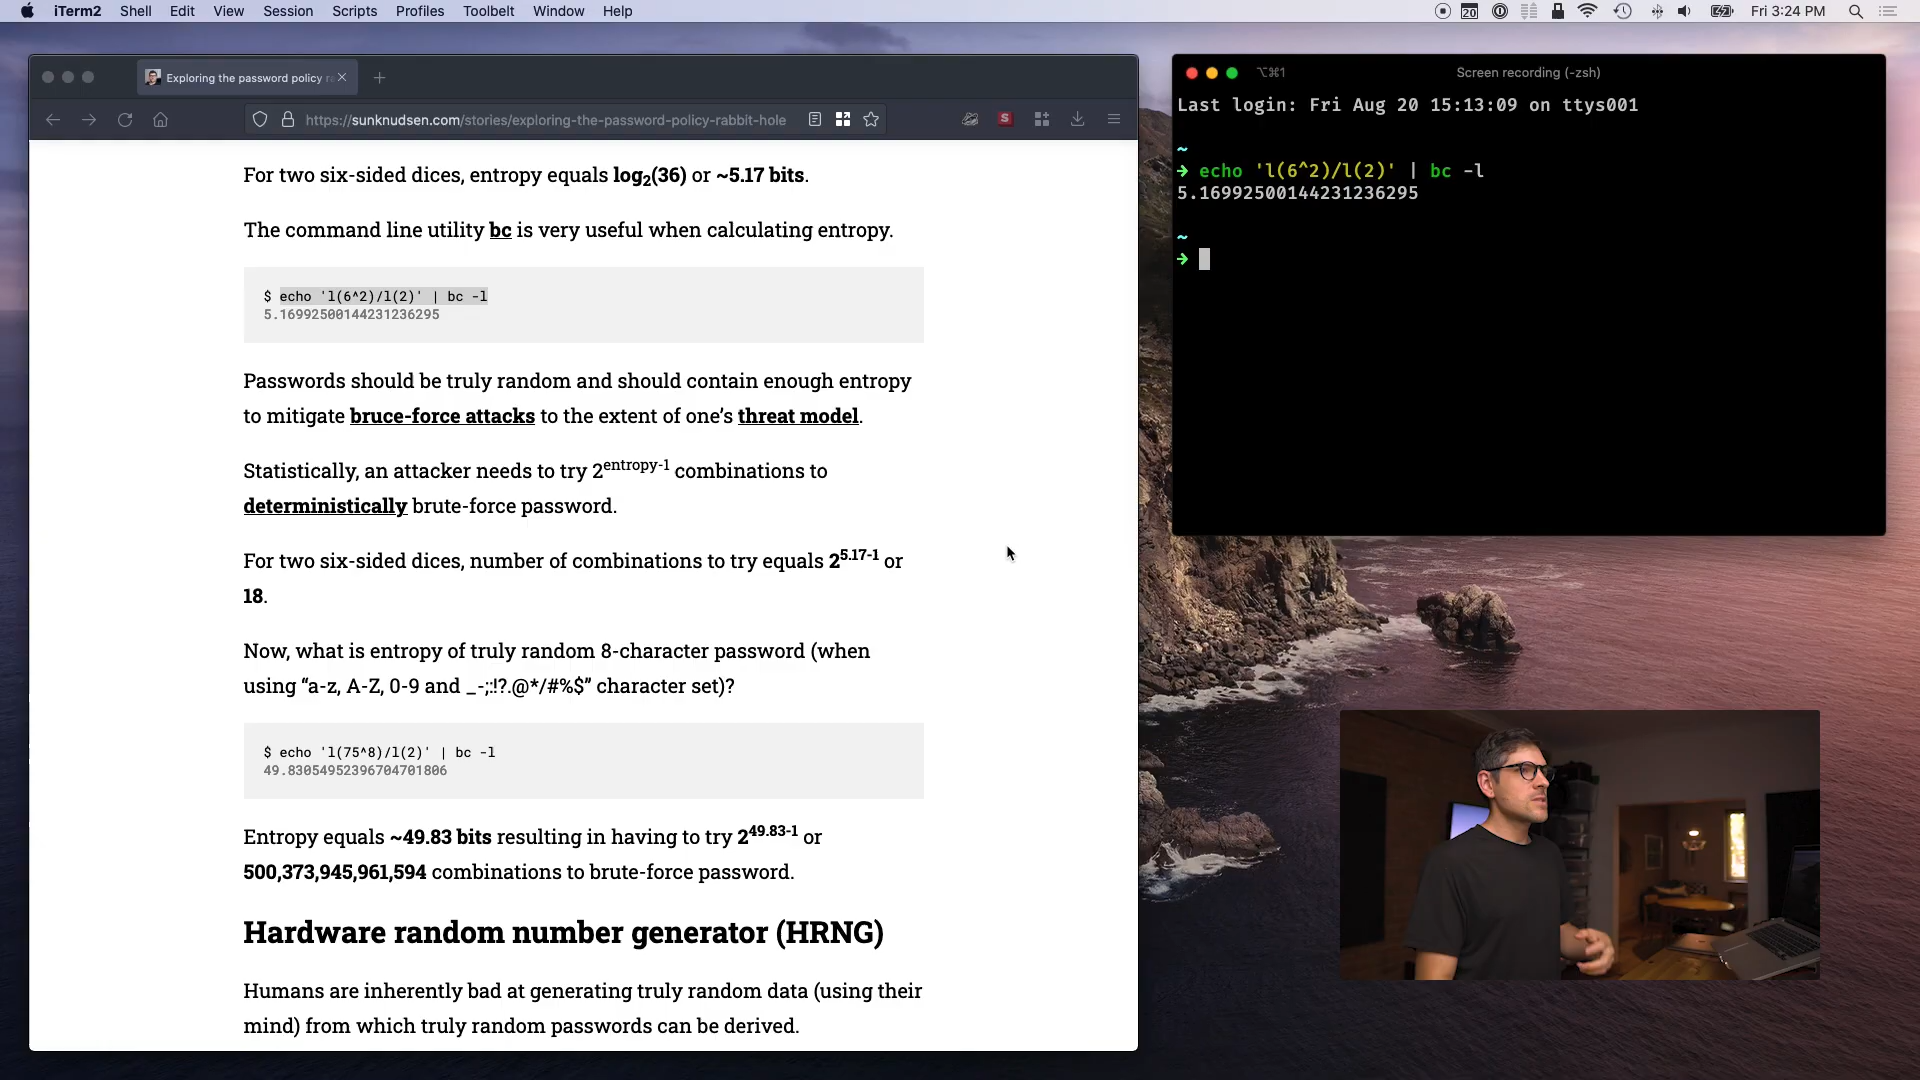 iTerm2 Shell Edit View Session Scripts Profiles Toolbelt Window Help
20
Fri 3:24 PM
Exploring the password policy ra
https://sunknudsen.com/stories/exploring-the-password-policy-rabbit-hole
S
For two six-sided dices, entropy equals log2(36) or ~5.17 bits.
The command line utility bc is very useful when calculating entropy.
$ echo 'l(6^2)/l(2)' | bc -l
5.16992500144231236295
Passwords should be truly random and should contain enough entropy
to mitigate bruce-force attacks to the extent of one’s threat model.
Statistically, an attacker needs to try 2entropy-1 combinations to
deterministically brute-force password.
For two six-sided dices, number of combinations to try equals 25.17-1 or
18.
Now, what is entropy of truly random 8-character password (when
using “a-z, A-Z, 0-9 and _-;:!?.@*/#%$” character set)?
$ echo 'l(75^8)/l(2)' | bc -l
49.83054952396704701806
Entropy equals ~49.83 bits resulting in having to try 249.83-1 or
500,373,945,961,594 combinations to brute-force password.
Hardware random number generator (HRNG)
Humans are inherently bad at generating truly random data (using their
mind) from which truly random passwords can be derived.
⌥⌘1
Screen recording (-zsh)
Last login: Fri Aug 20 15:13:09 on ttys001
~
➜ echo 'l(6^2)/l(2)' | bc -l
5.16992500144231236295
~
➜